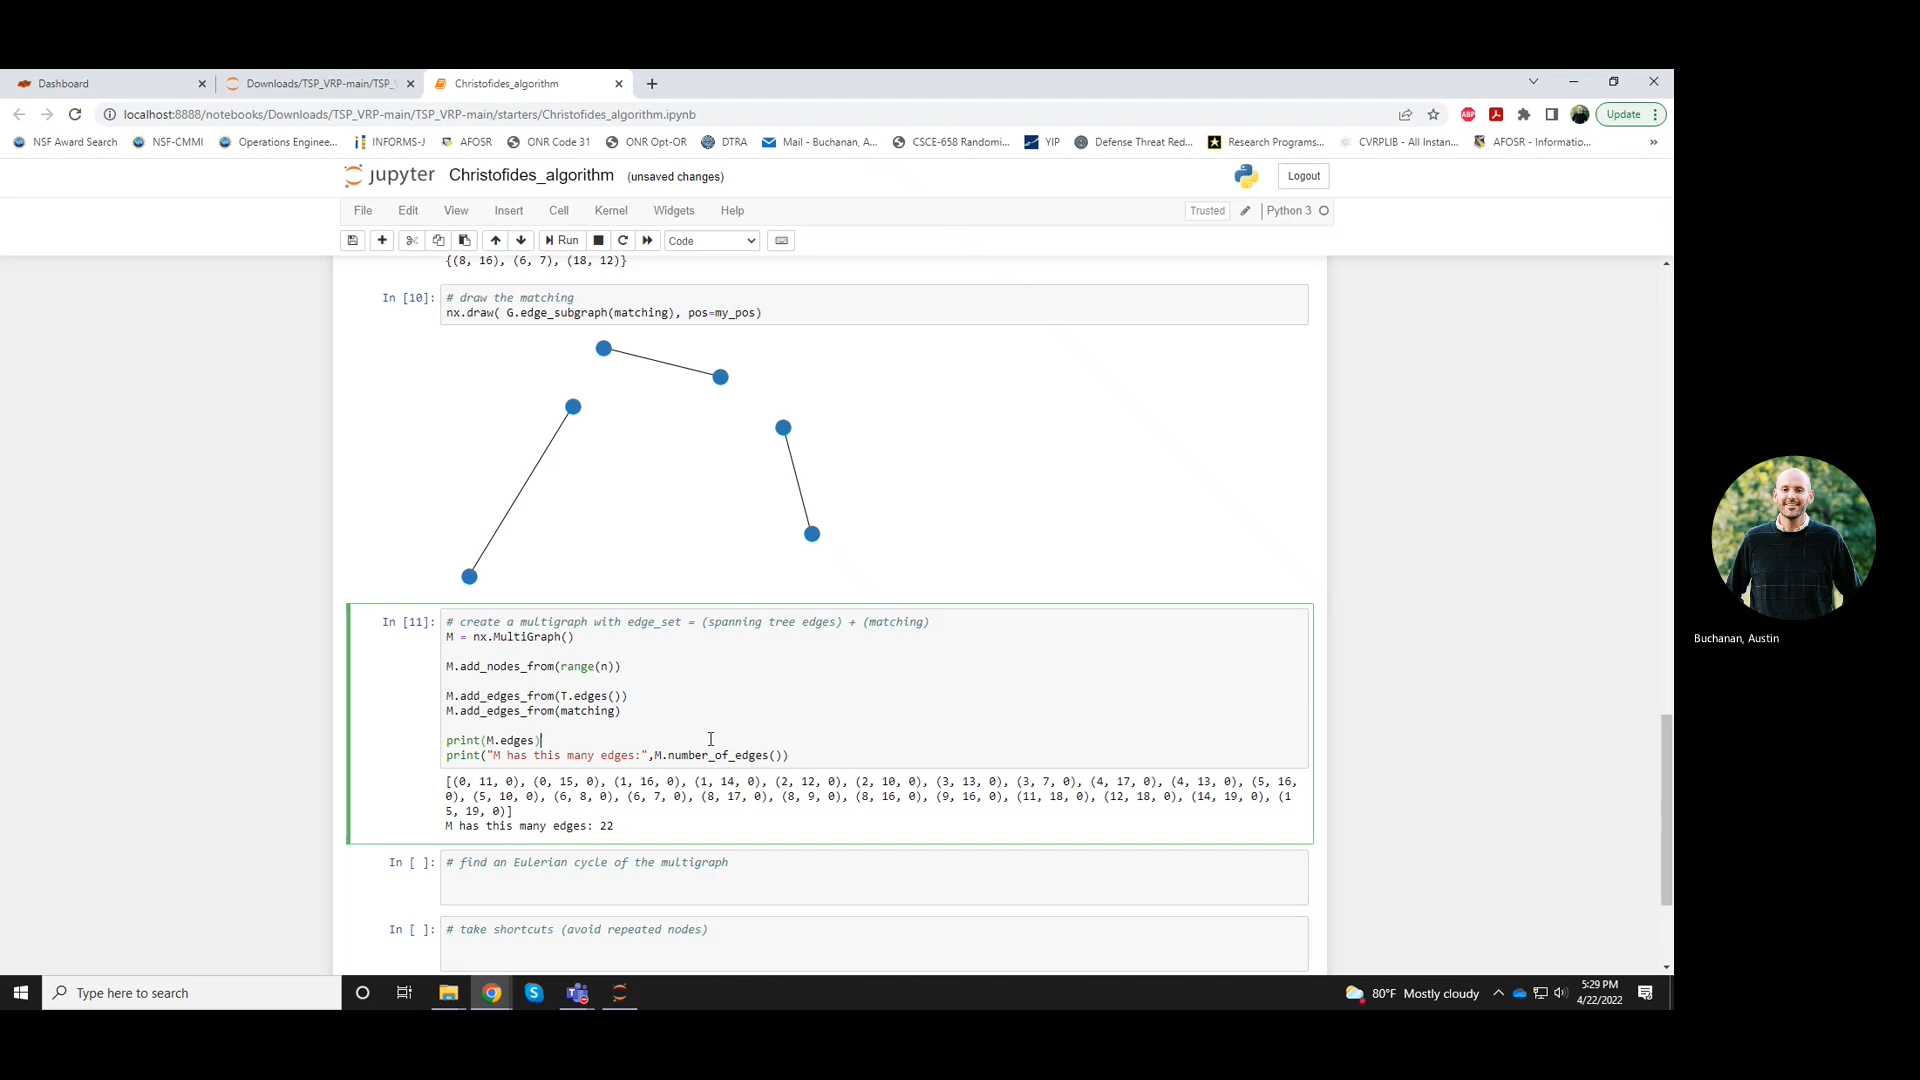 Dashboard
Downloads/TSP_VRP-main/TSP_V
Christofides_algorithm
localhost:8888/notebooks/Downloads/TSP_VRP-main/TSP_VRP-main/starters/Christofides_algorithm.ipynb
ABP
Update
NSF Award Search
NSF-CMMI
Operations Enginee...
INFORMS-J
AFOSR
ONR Code 31
ONR Opt-OR
DTRA
Mail - Buchanan, A...
CSCE-658 Randomi...
YIP
Defense Threat Red...
Research Programs...
CVRPLIB - All Instan...
AFOSR - Informatio...
»
jupyter
Christofides_algorithm
(unsaved changes)
Logout
File
Edit
View
Insert
Cell
Kernel
Widgets
Help
Trusted
Python 3
Run
Code
{(8, 16), (6, 7), (18, 12)}
In [10]:
# draw the matching
nx.draw( G.edge_subgraph(matching), pos=my_pos)
In [11]:
# create a multigraph with edge_set = (spanning tree edges) + (matching)
M = nx.MultiGraph()
M.add_nodes_from(range(n))
M.add_edges_from(T.edges())
M.add_edges_from(matching)
print(M.edges)
print("M has this many edges:",M.number_of_edges())
[(0, 11, 0), (0, 15, 0), (1, 16, 0), (1, 14, 0), (2, 12, 0), (2, 10, 0), (3, 13, 0), (3, 7, 0), (4, 17, 0), (4, 13, 0), (5, 16,
0), (5, 10, 0), (6, 8, 0), (6, 7, 0), (8, 17, 0), (8, 9, 0), (8, 16, 0), (9, 16, 0), (11, 18, 0), (12, 18, 0), (14, 19, 0), (1
5, 19, 0)]
M has this many edges: 22
In [ ]:
# find an Eulerian cycle of the multigraph
In [ ]:
# take shortcuts (avoid repeated nodes)
Buchanan, Austin
Type here to search
80°F Mostly cloudy
5:29 PM
4/22/2022